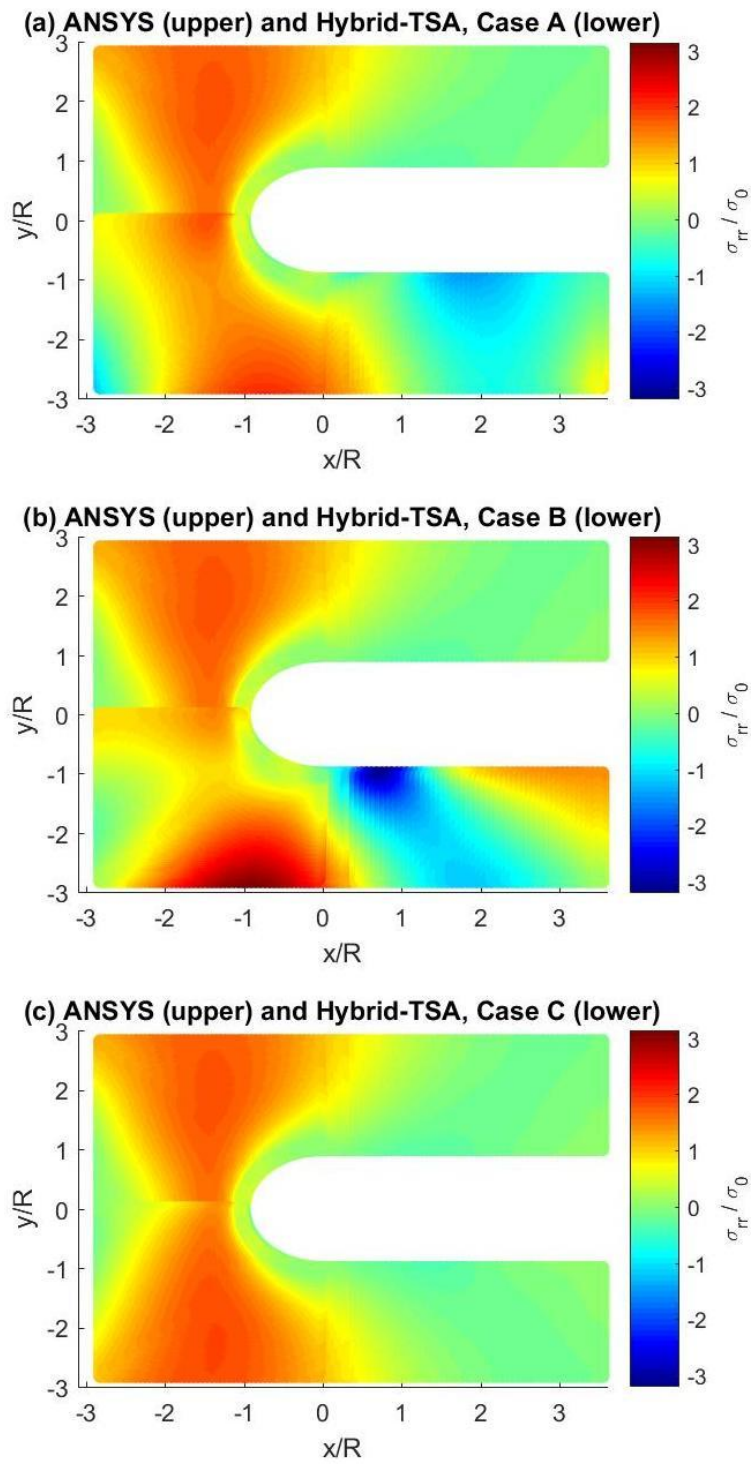 (a) ANSYS (upper) and Hybrid-TSA, Case A (lower)
3
2
1
0
-1
-2
-3
y/R
-3 -2 -1 0 1 2 3
x/R
3
2
1
0
-1
-2
-3
σrr / σ0
(b) ANSYS (upper) and Hybrid-TSA, Case B (lower)
3
2
1
0
-1
-2
-3
y/R
-3 -2 -1 0 1 2 3
x/R
3
2
1
0
-1
-2
-3
σrr / σ0
(c) ANSYS (upper) and Hybrid-TSA, Case C (lower)
3
2
1
0
-1
-2
-3
y/R
-3 -2 -1 0 1 2 3
x/R
3
2
1
0
-1
-2
-3
σrr / σ0